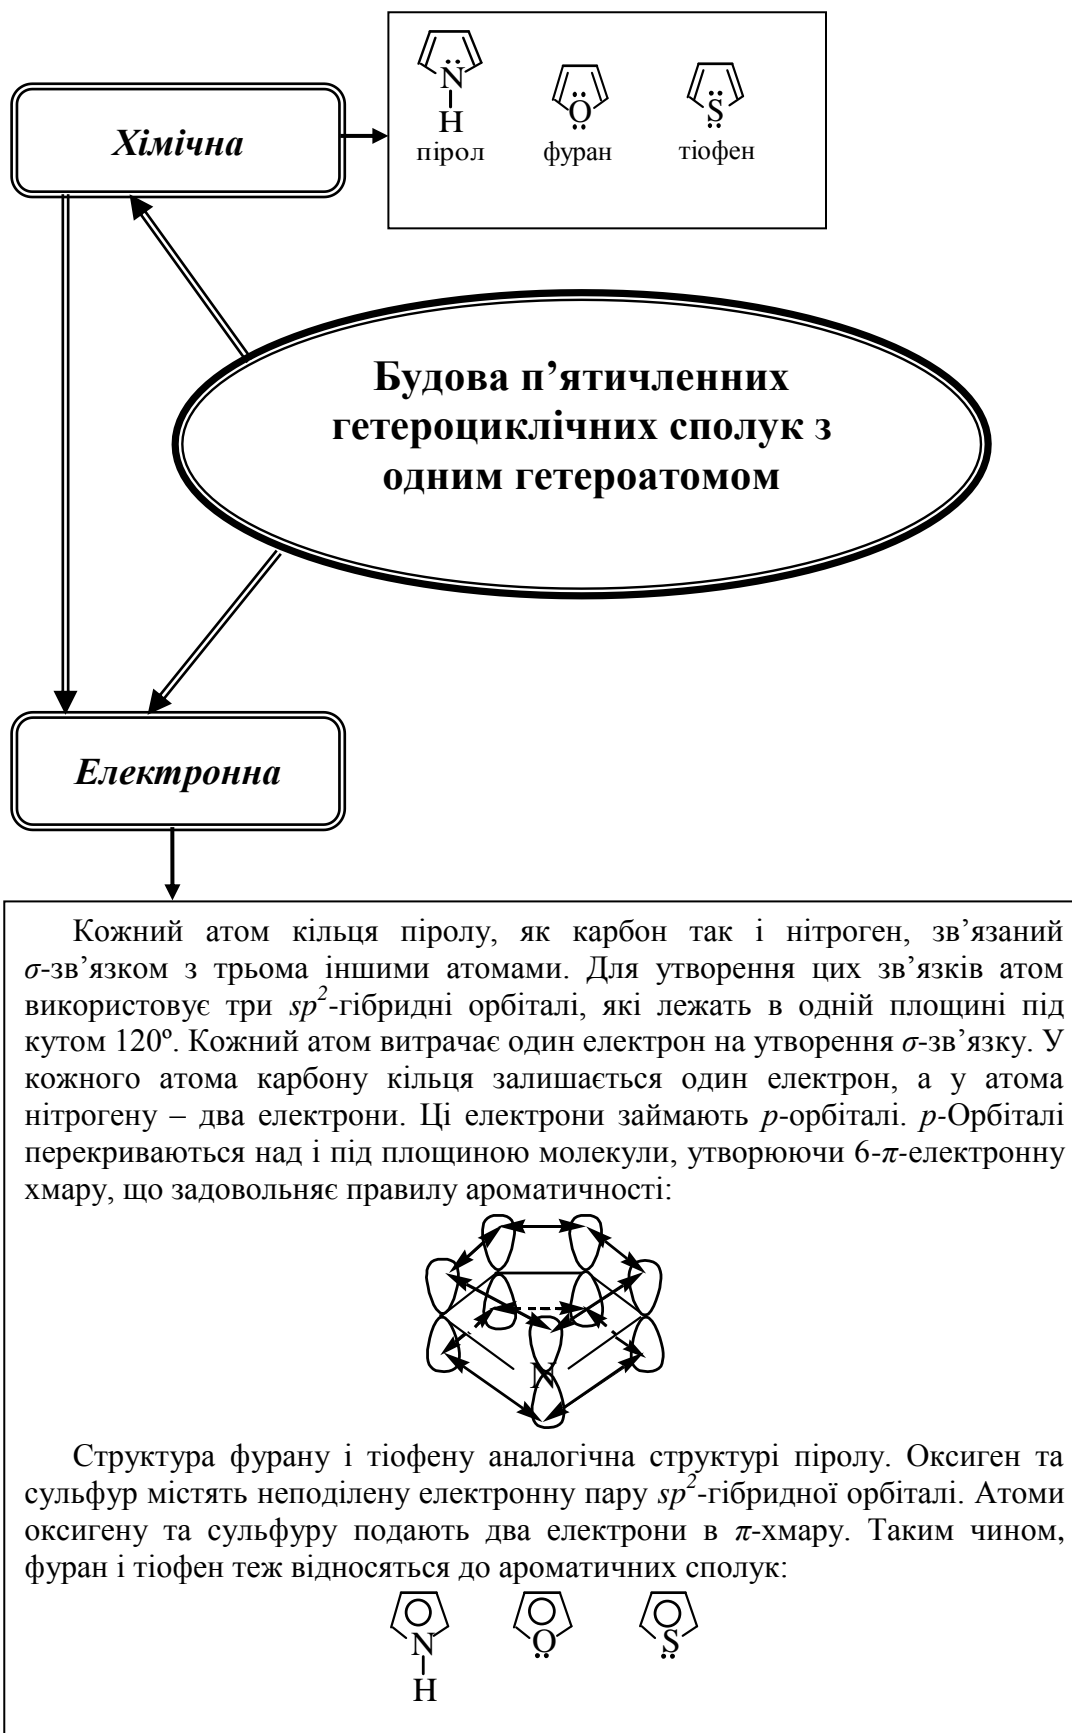 N
H
пірол
O
фуран
S
тіофен
Хімічна
Будова п’ятичленних
гетероциклічних сполук з
одним гетероатомом
Електронна
Кожний атом кільця піролу, як карбон так і нітроген, зв’язаний
σ-зв’язком з трьома іншими атомами. Для утворення цих зв’язків атом
використовує три sp²-гібридні орбіталі, які лежать в одній площині під
кутом 120º. Кожний атом витрачає один електрон на утворення σ-зв’язку. У
кожного атома карбону кільця залишається один електрон, а у атома
нітрогену – два електрони. Ці електрони займають p-орбіталі. p-Орбіталі
перекриваються над і під площиною молекули, утворюючи 6-π-електронну
хмару, що задовольняє правилу ароматичності:
N
Структура фурану і тіофену аналогічна структурі піролу. Оксиген та
сульфур містять неподілену електронну пару sp²-гібридної орбіталі. Атоми
оксигену та сульфуру подають два електрони в π-хмару. Таким чином,
фуран і тіофен теж відносяться до ароматичних сполук:
N O S
H